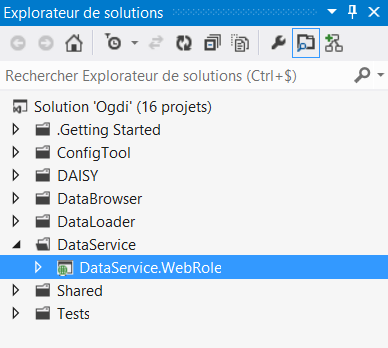 Explorateur de solutions
Rechercher Explorateur de solutions (Ctrl+$)
Solution 'Ogdi' (16 projets)
.Getting Started
ConfigTool
DAISY
DataBrowser
DataLoader
DataService
DataService.WebRole
Shared
Tests